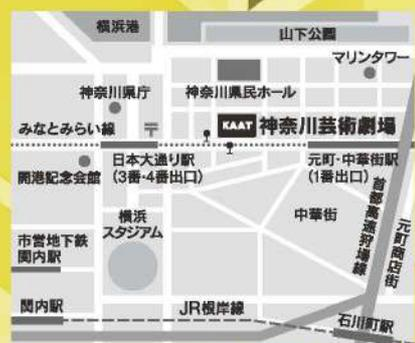 横浜港
山下公園
マリンタワー
神奈川県庁
神奈川県民ホール
みなとみらい線
KAAT 神奈川芸術劇場
開港記念会館
日本大通り駅
(3番・4番出口)
元町・中華街駅
(1番出口)
横浜
スタジアム
中華街
首都高速狩場線
元町商店街
市営地下鉄
関内駅
関内駅
JR根岸線
石川町駅